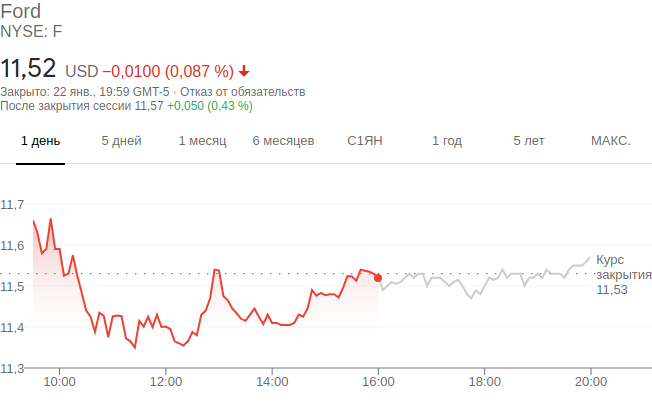 Ford
NYSE: F
11,52 USD −0,0100 (0,087 %)
Закрыто: 22 янв., 19:59 GMT-5 · Отказ от обязательств
После закрытия сессии 11,57 +0,050 (0,43 %)
1 день 5 дней 1 месяц 6 месяцев С1ЯН 1 год 5 лет МАКС.
11,7
11,6
Курс
закрытия
11,53
11,5
11,4
11,3
10:00 12:00 14:00 16:00 18:00 20:00